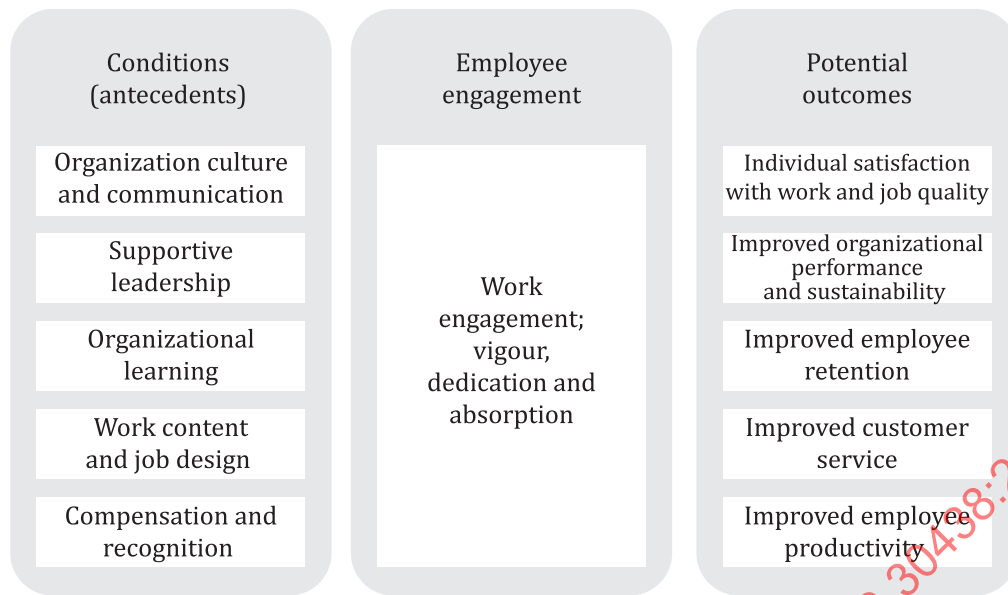 Conditions
(antecedents)
Organization culture
and communication
Supportive
leadership
Organizational
learning
Work content
and job design
Compensation and
recognition
Employee
engagement
Work
engagement;
vigour,
dedication and
absorption
Potential
outcomes
Individual satisfaction
with work and job quality
Improved organizational
performance
and sustainability
Improved employee
retention
Improved customer
service
Improved employee
productivity
30438:2